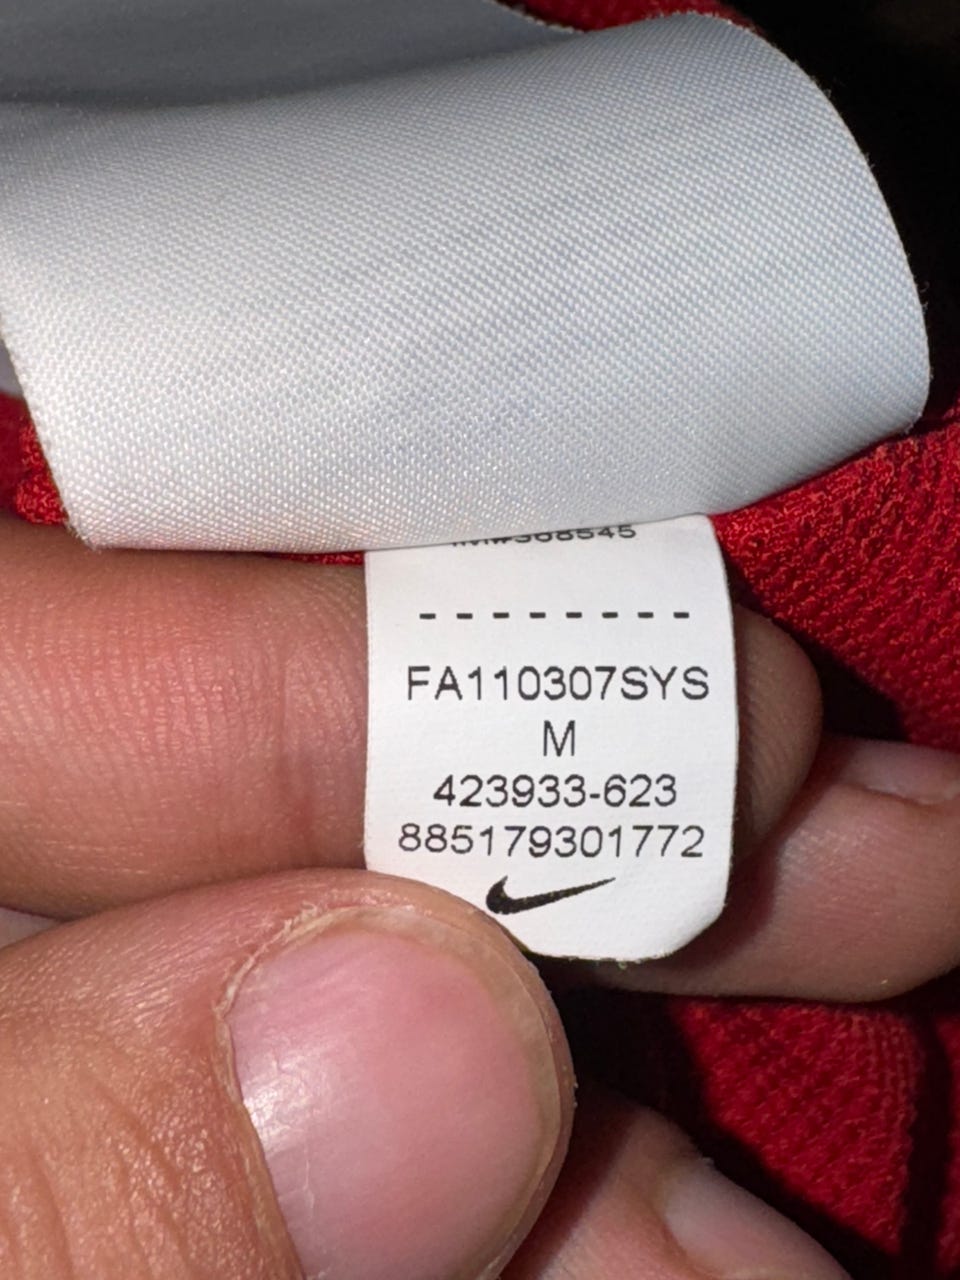 - - - - - - - - -
FA110307SYS
M
423933-623
885179301772